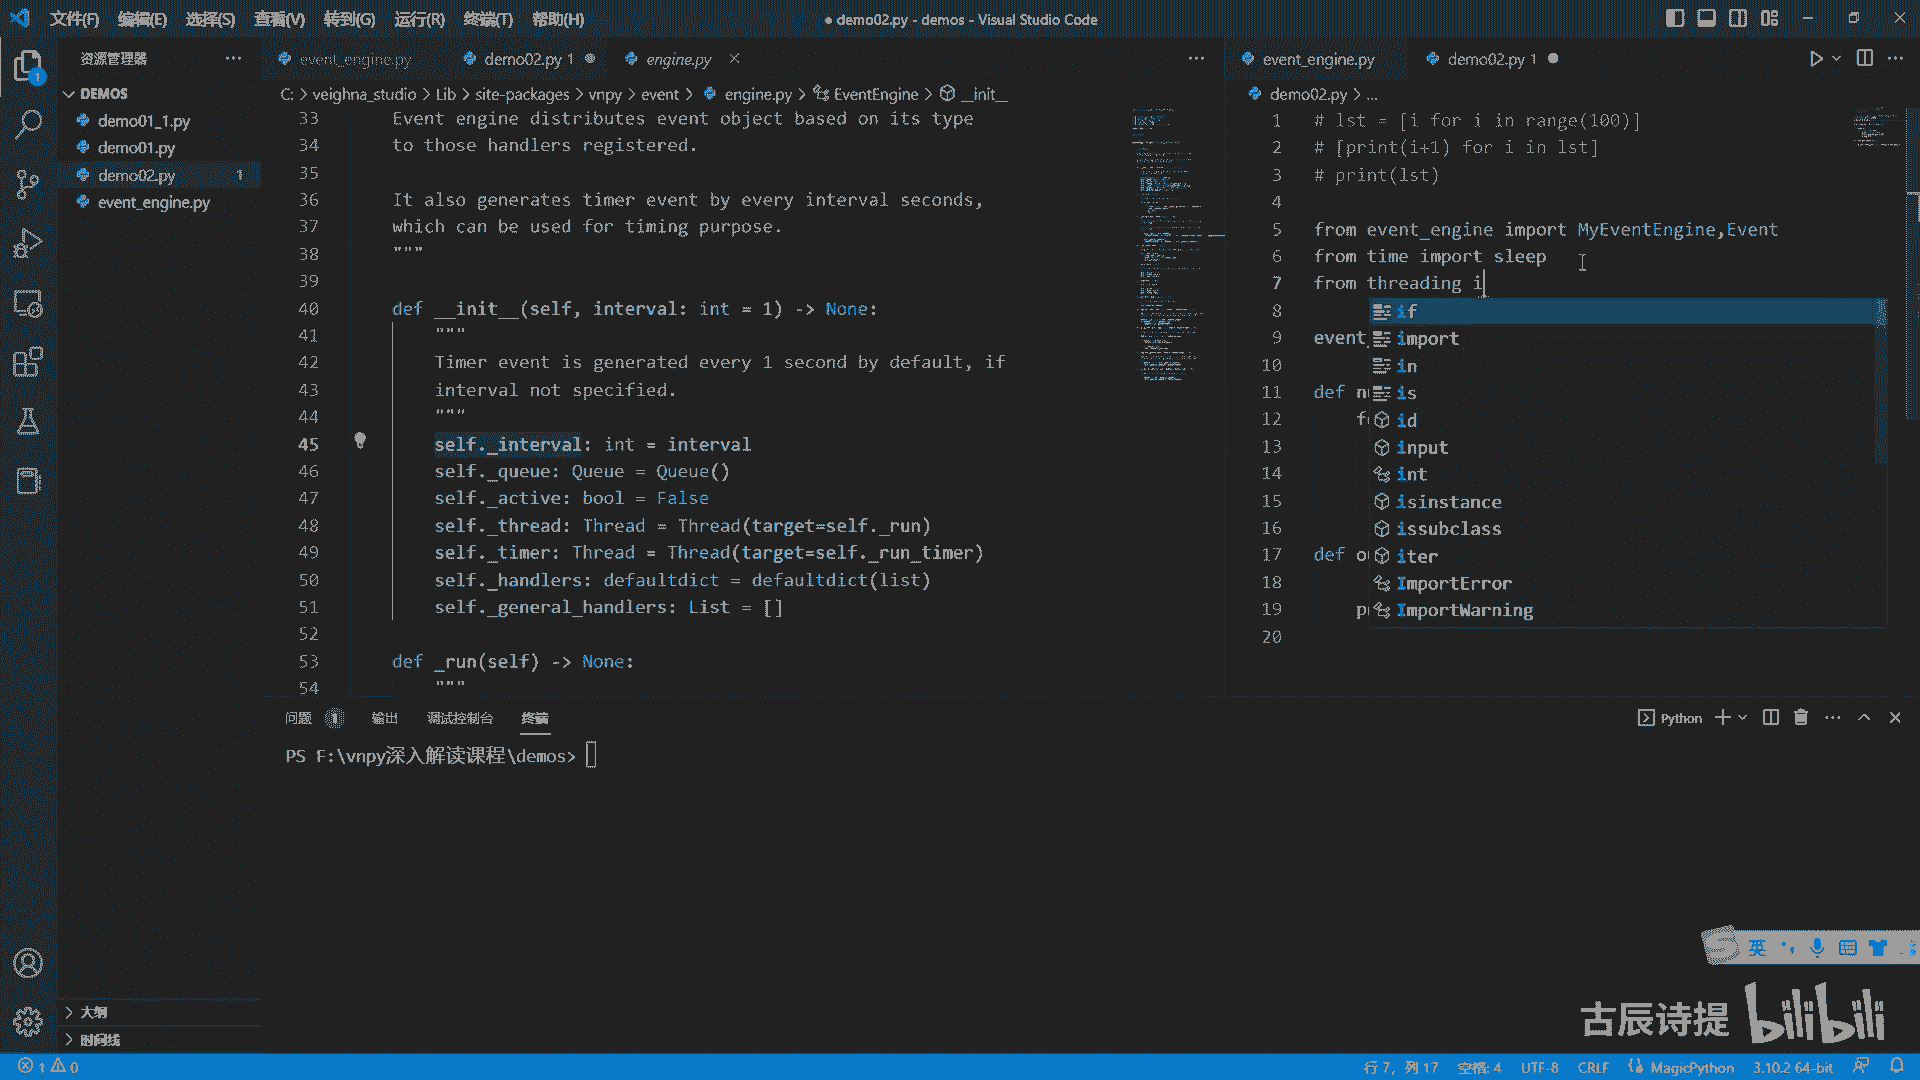 文件(F) 编辑(E) 选择(S) 查看(V) 转到(G) 运行(R) 终端(T) 帮助(H)
● demo02.py - demos - Visual Studio Code
资源管理器
DEMOS
demo01_1.py
demo01.py
demo02.py 1
event_engine.py
大纲
时间线
event_engine.py demo02.py 1 engine.py
C: > veighna_studio > Lib > site-packages > vnpy > event > engine.py > EventEngine > __init__
33 Event engine distributes event object based on its type
34 to those handlers registered.
35
36 It also generates timer event by every interval seconds,
37 which can be used for timing purpose.
38 """
39
40 def __init__(self, interval: int = 1) -> None:
41 """
42 Timer event is generated every 1 second by default, if
43 interval not specified.
44 """
45 self._interval: int = interval
46 self._queue: Queue = Queue()
47 self._active: bool = False
48 self._thread: Thread = Thread(target=self._run)
49 self._timer: Thread = Thread(target=self._run_timer)
50 self._handlers: defaultdict = defaultdict(list)
51 self._general_handlers: List = []
52
53 def _run(self) -> None:
54 """
event_engine.py demo02.py 1
demo02.py > ...
1 # lst = [i for i in range(100)]
2 # [print(i+1) for i in lst]
3 # print(lst)
4
5 from event_engine import MyEventEngine,Event
6 from time import sleep
7 from threading i
8 if
9 event_ import
10 in
11 def n is
12 f id
13 input
14 int
15 isinstance
16 issubclass
17 def o iter
18 ImportError
19 p ImportWarning
20
问题 1 输出 调试控制台 终端
Python
PS F:\vnpy深入解读课程\demos>
英
古辰诗提 bilibili
1 0
行 7，列 17 空格: 4 UTF-8 CRLF MagicPython 3.10.2 64-bit